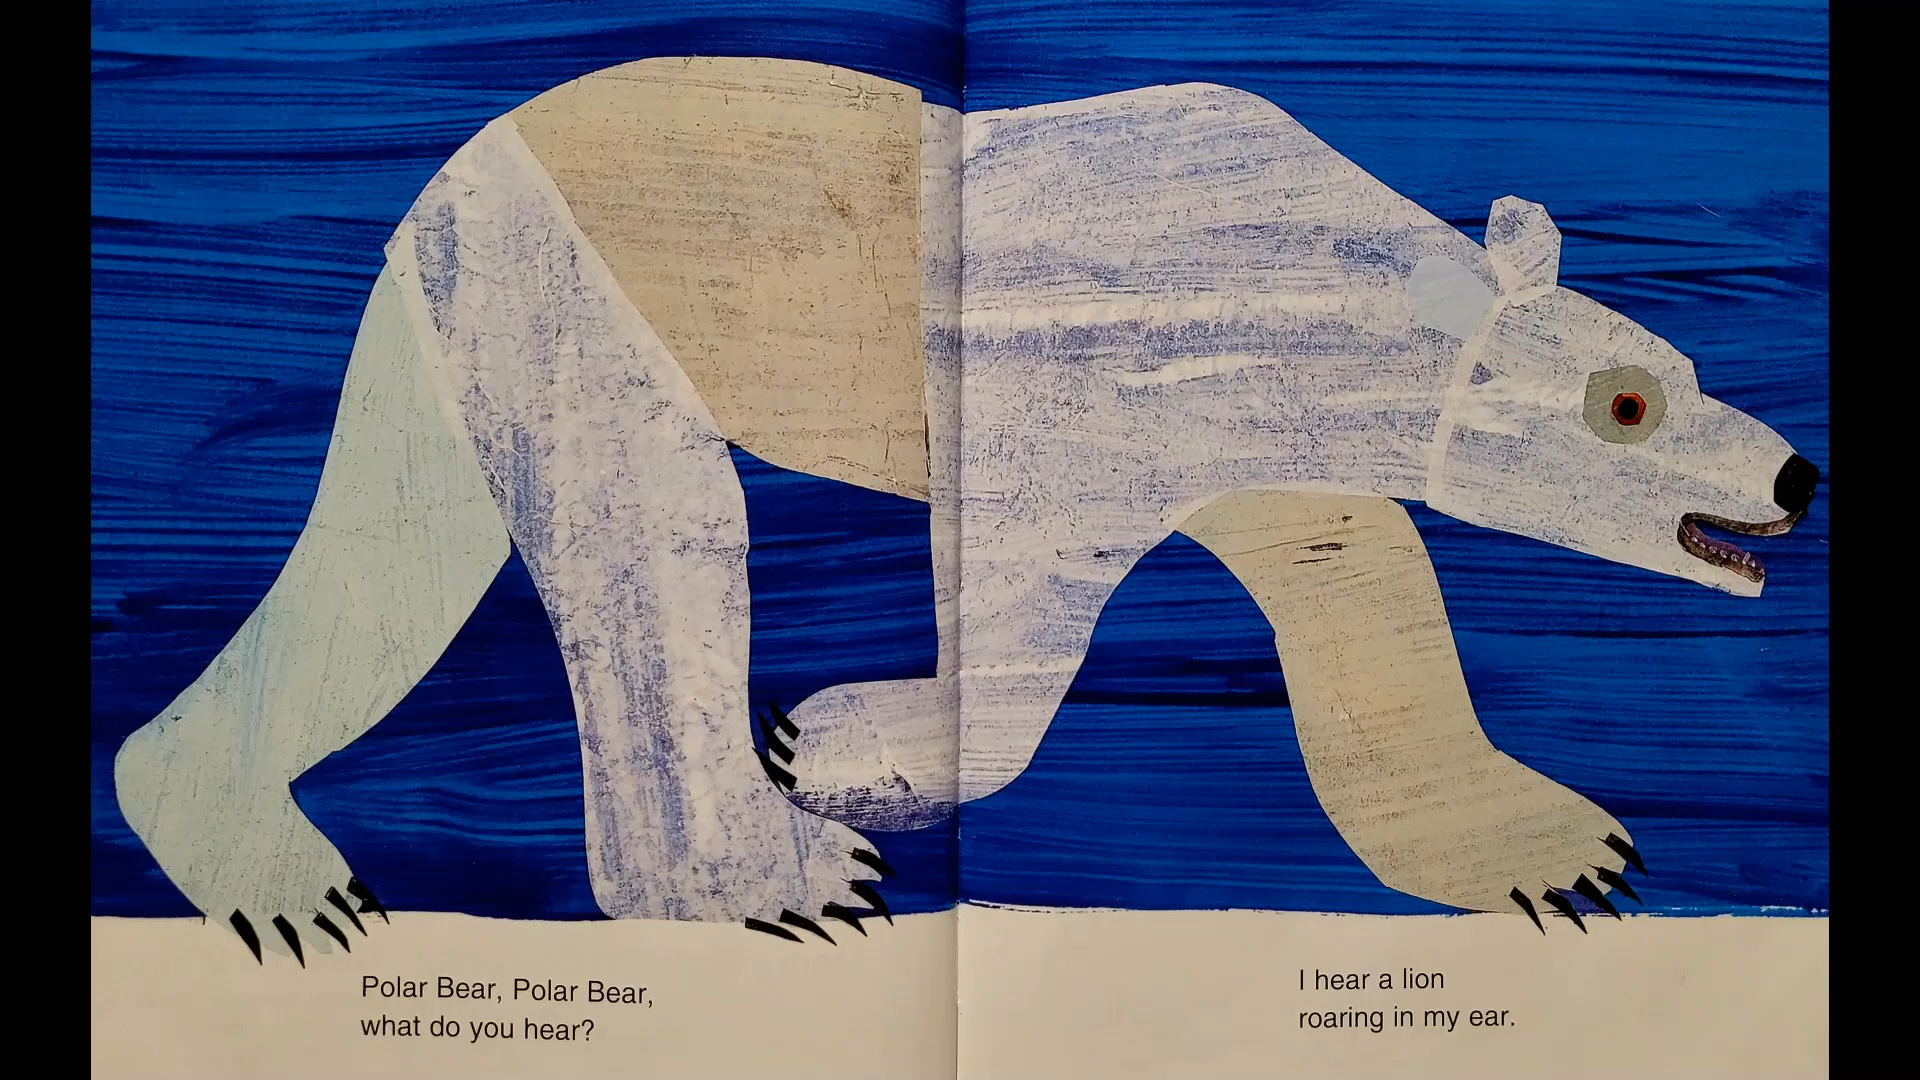 Polar Bear, Polar Bear,
what do you hear?
I hear a lion
roaring in my ear.